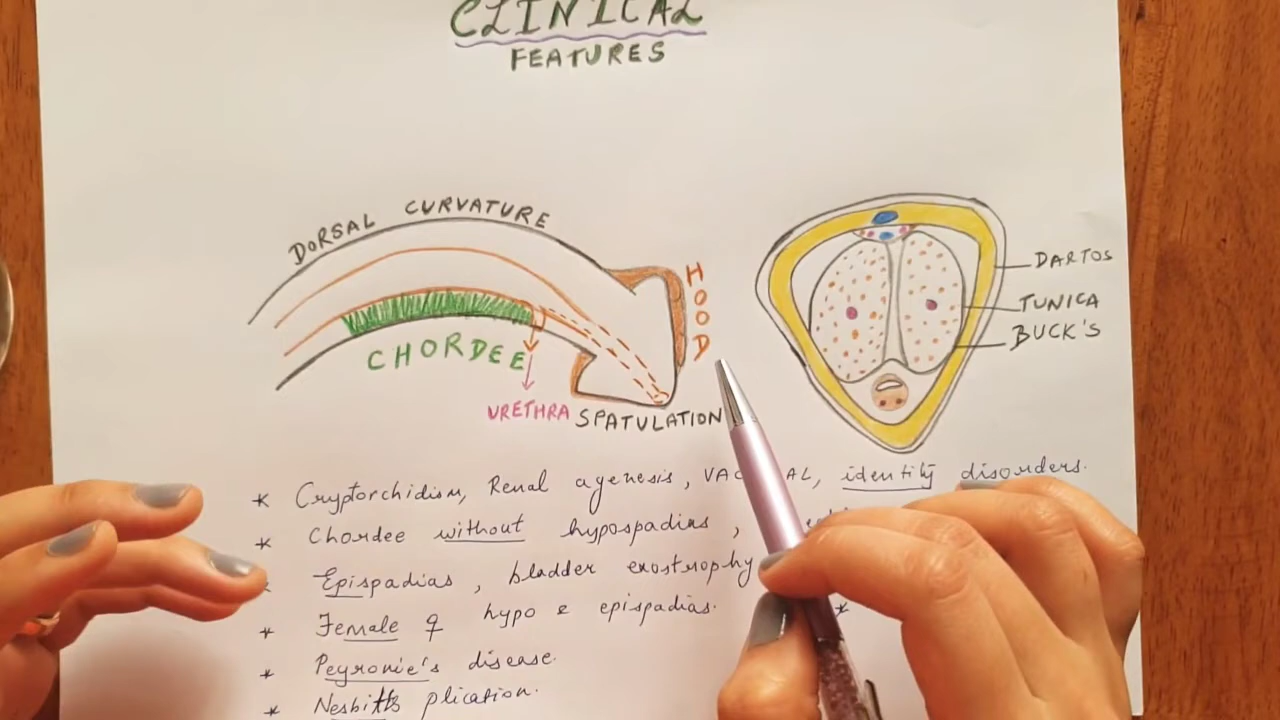 CLINICAL
FEATURES
DORSAL CURVATURE
HOOD
CHORDEE
URETHRA
SPATULATION
DARTOS
TUNICA
BUCK'S
* Cryptorchidism, Renal agenesis, identity disorders.
* Chordee without hypospadias,
Epispadias, bladder exostrophy
* Female ♀ hypo & epispadias.
*
* Peyronie's disease.
* Nesbitts plication.